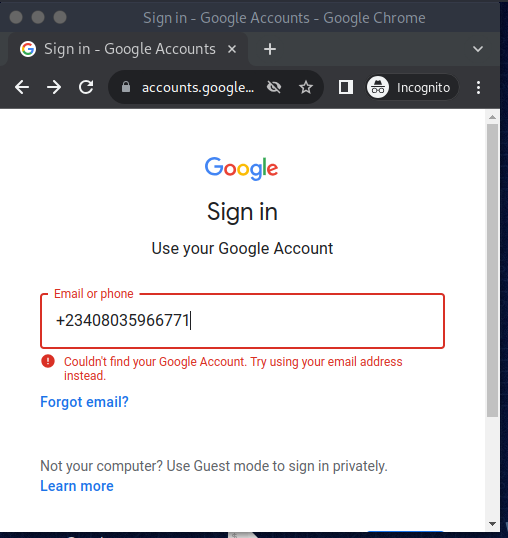 Sign in - Google Accounts - Google Chrome
Sign in - Google Accounts
accounts.google...
Incognito
Google
Sign in
Use your Google Account
Email or phone
+23408035966771
Couldn't find your Google Account. Try using your email address
instead.
Forgot email?
Not your computer? Use Guest mode to sign in privately.
Learn more